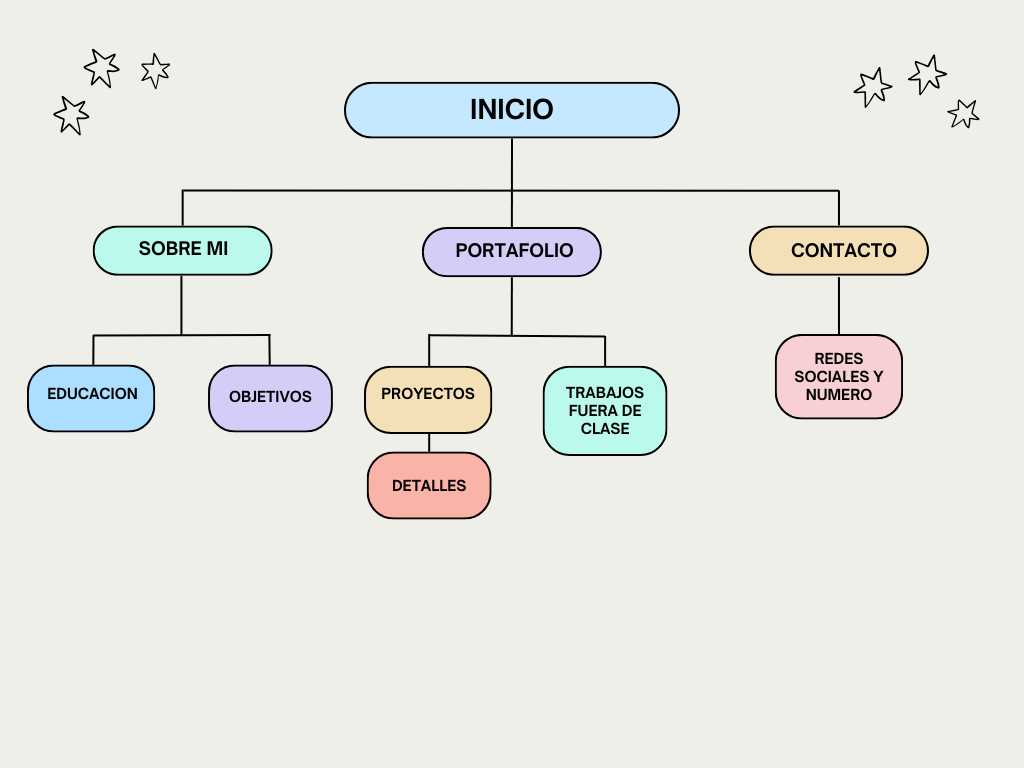 INICIO
SOBRE MI
PORTAFOLIO
CONTACTO
EDUCACION
OBJETIVOS
PROYECTOS
TRABAJOS
FUERA DE
CLASE
REDES
SOCIALES Y
NUMERO
DETALLES